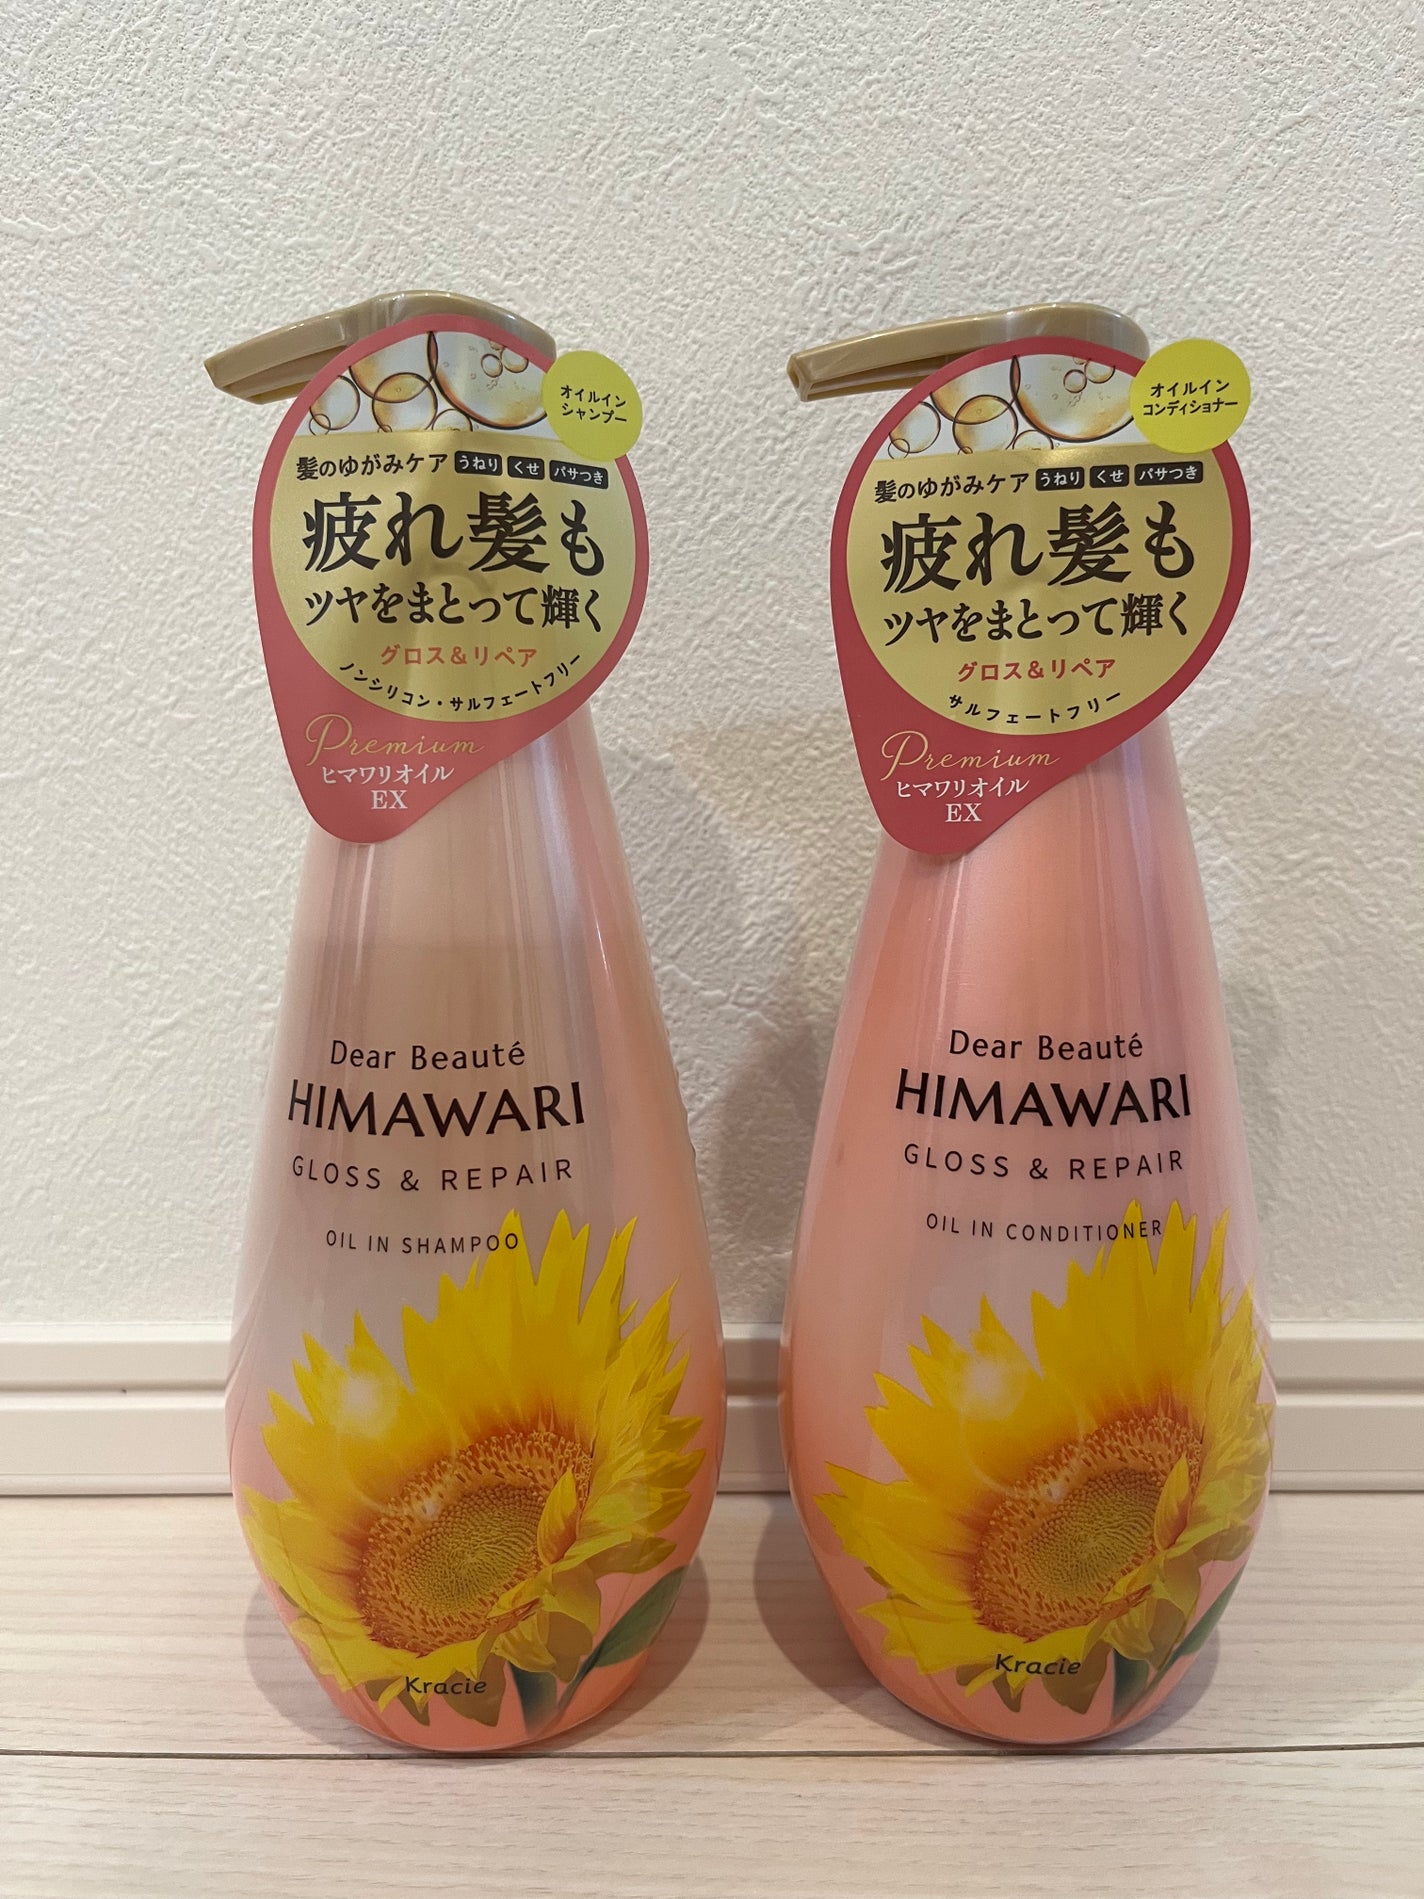 オイルイン
シャンプー
髪のゆがみケア うねり くせ パサつき
疲れ髪も
ツヤをまとって輝く
グロス&リペア
ノンシリコン・サルフェートフリー
Premium
ヒマワリオイル
EX
Dear Beauté
HIMAWARI
GLOSS & REPAIR
OIL IN SHAMPOO
Kracie
オイルイン
コンディショナー
髪のゆがみケア うねり くせ パサつき
疲れ髪も
ツヤをまとって輝く
グロス&リペア
サルフェートフリー
Premium
ヒマワリオイル
EX
Dear Beauté
HIMAWARI
GLOSS & REPAIR
OIL IN CONDITIONER
Kracie